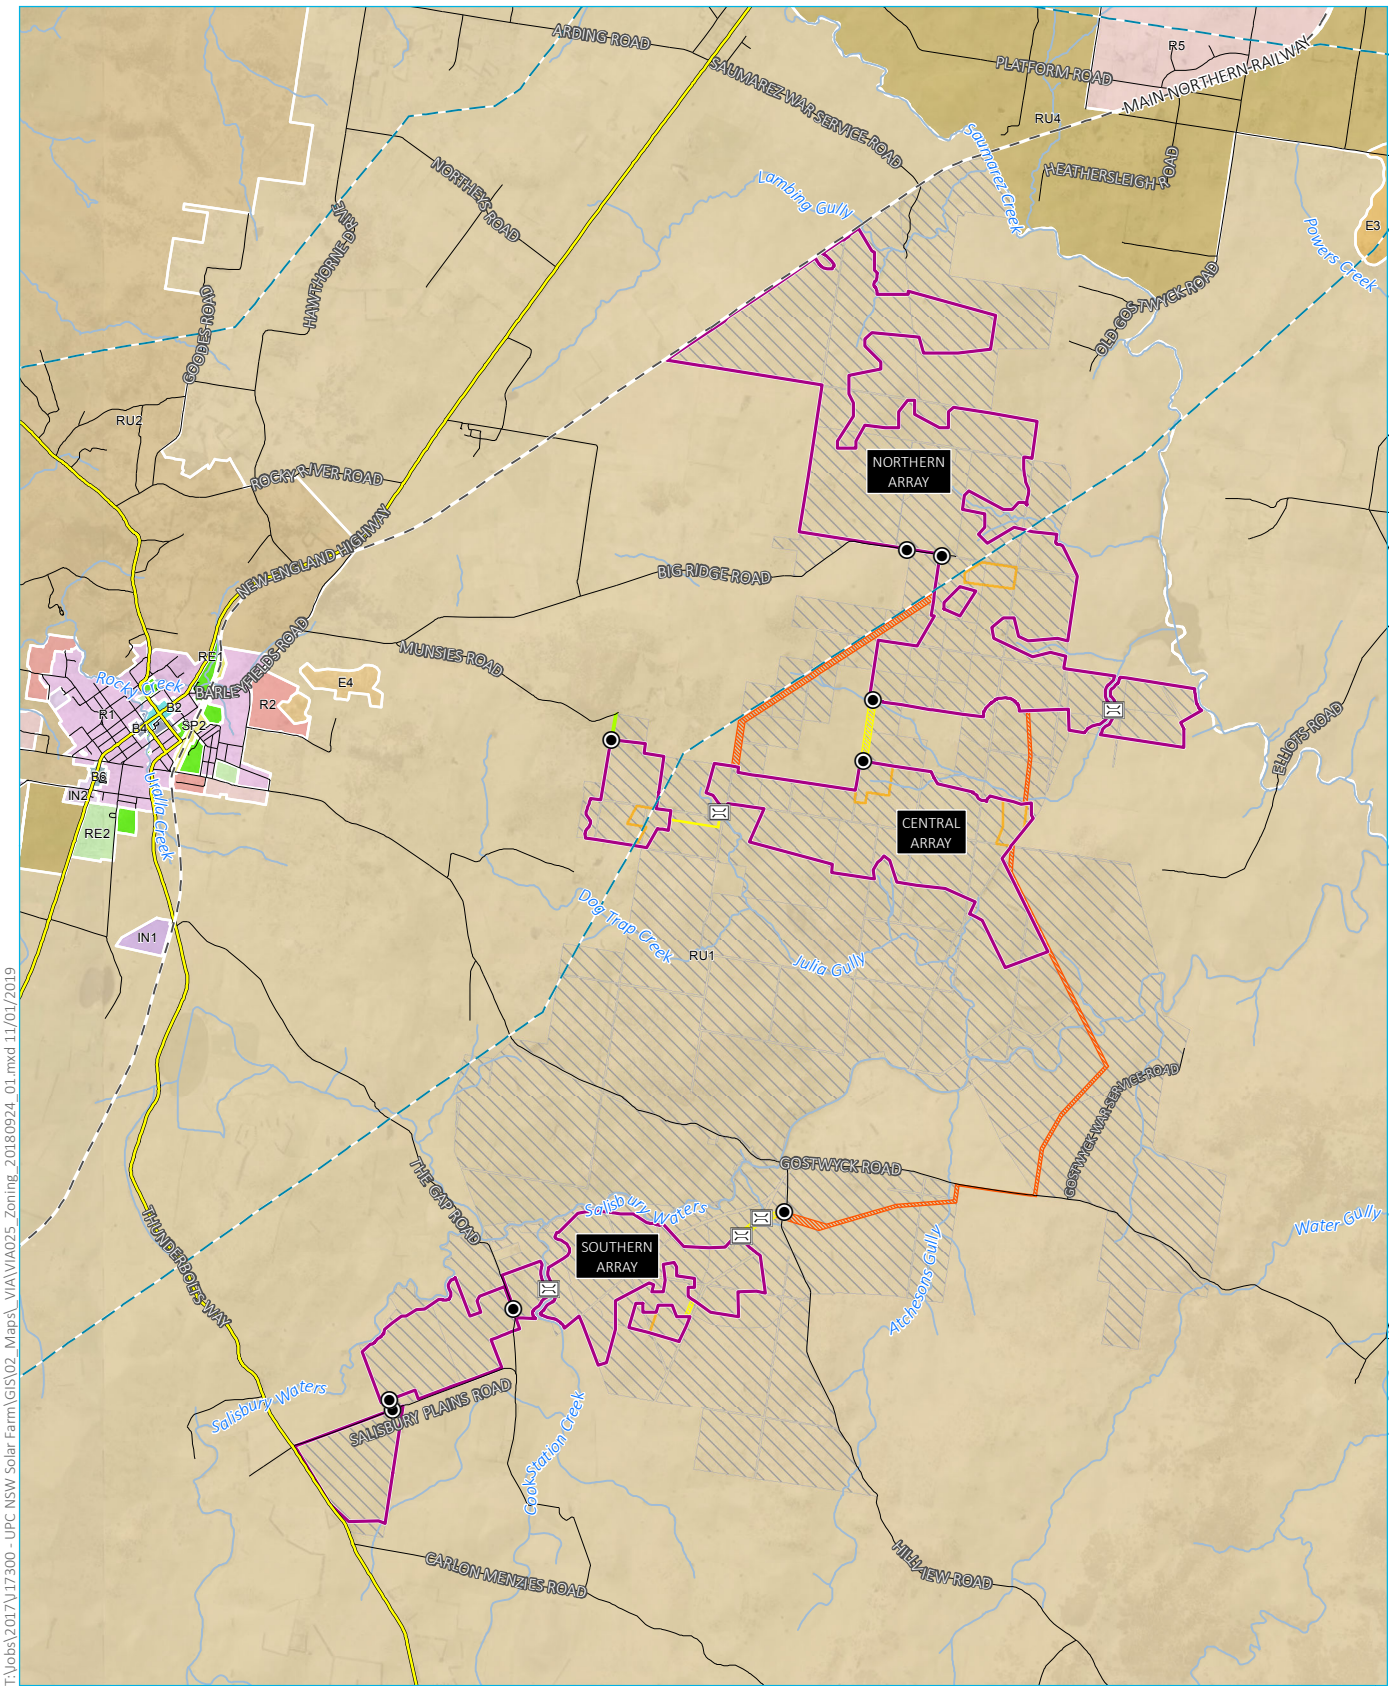 ARDING ROAD
SAUMAREZ WAR SERVICE ROAD
PLATFORM ROAD
R5
MAIN NORTHERN RAILWAY
RU4
Saumarez Creek
HEATHERSLEIGH ROAD
NORTHEYS ROAD
Lambing Gully
E3
Powers Creek
HAWTHORNE DRIVE
OLD GOSTWYCK ROAD
GOODES ROAD
RU2
ROCKY RIVER ROAD
NORTHERN
ARRAY
NEW ENGLAND HIGHWAY
BIG RIDGE ROAD
MUNSIES ROAD
RE1
BARLEYFIELDS ROAD
Rocky Creek
E4
R2
R1
B2
B4
SP2
ELLIOTS ROAD
B6
IN2
Uralla Creek
RE2
CENTRAL
ARRAY
IN1
Dog Trap Creek
RU1
Julia Gully
GOSTWYCK WAR SERVICE ROAD
GOSTWYCK ROAD
THE GAP ROAD
Salisbury Waters
Water Gully
SOUTHERN
ARRAY
THUNDERBOLTS WAY
Atchesons Gully
Salisbury Waters
SALISBURY PLAINS ROAD
Cook Station Creek
HILLVIEW ROAD
CARLON MENZIES ROAD
T:\Jobs\2017\J17300 - UPC NSW Solar Farm\GIS\02_Maps\_VIA\VIA025_Zoning_20180924_01.mxd 11/01/2019